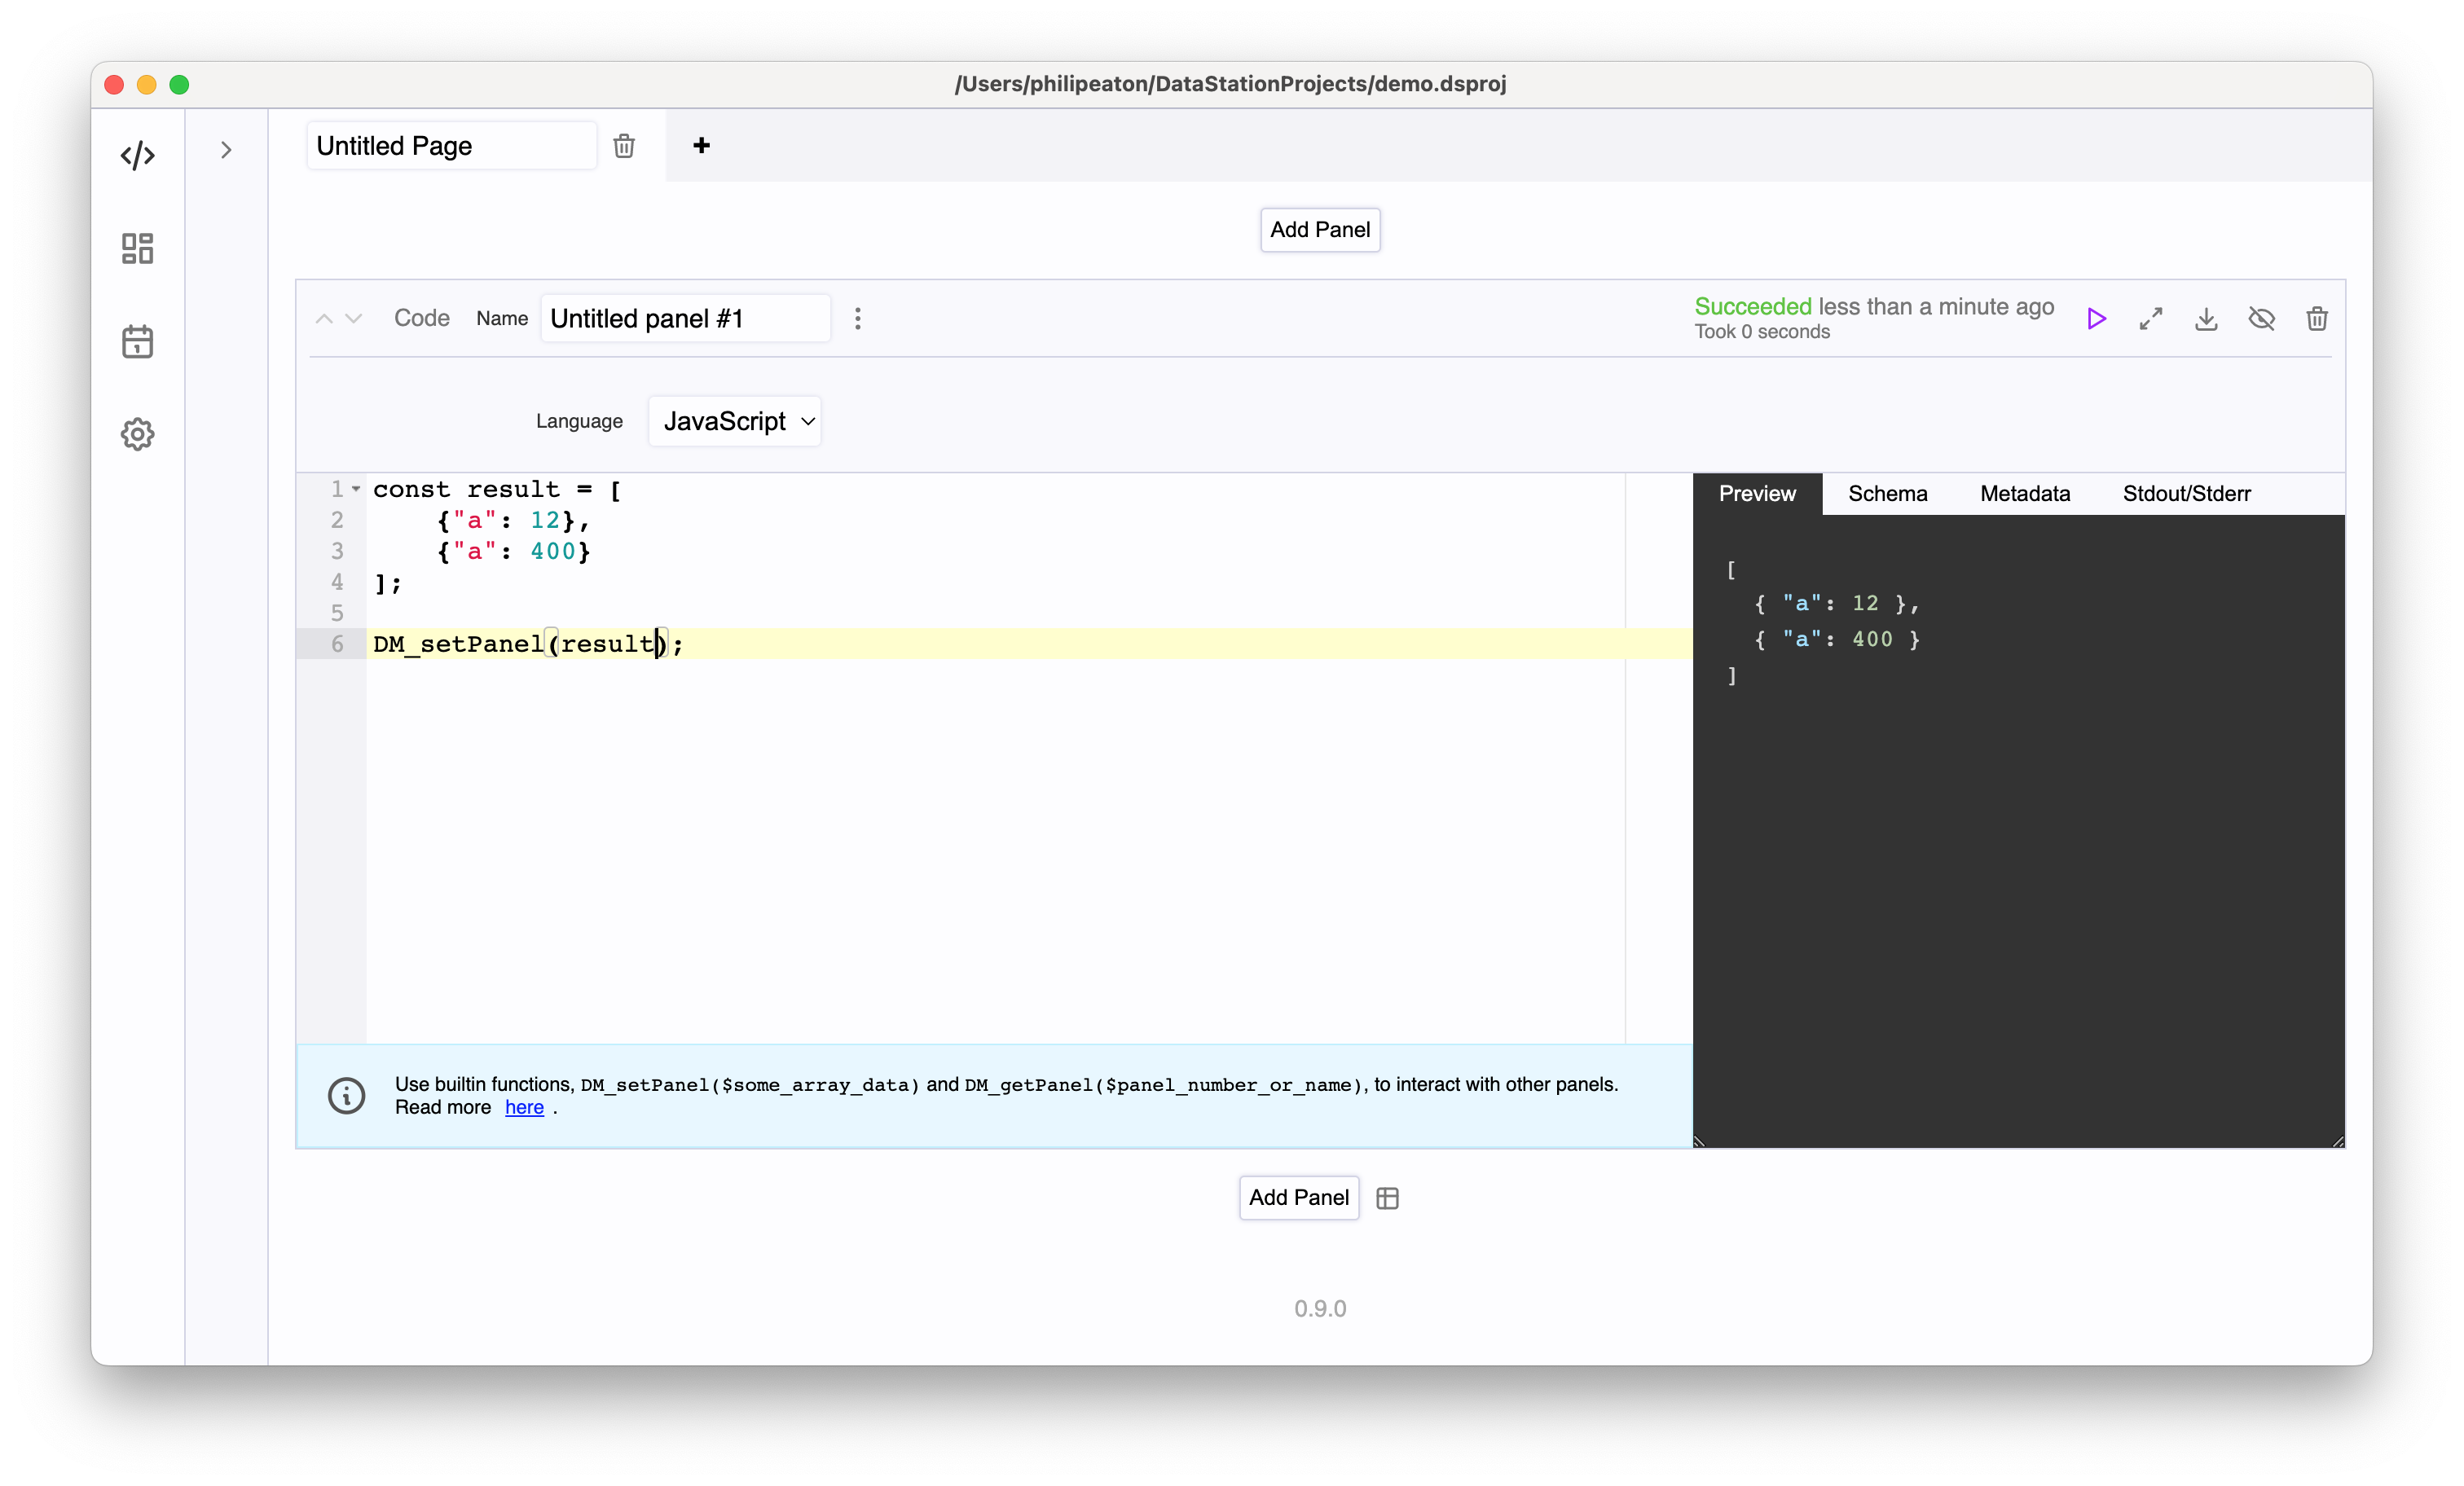 /Users/philipeaton/DataStationProjects/demo.dsproj
Untitled Page
+
Add Panel
Code Name Untitled panel #1
Succeeded less than a minute ago
Took 0 seconds
Language JavaScript
1 const result = [
2     {"a": 12},
3     {"a": 400}
4 ];
5
6 DM_setPanel(result);
Preview Schema Metadata Stdout/Stderr
[
  { "a": 12 },
  { "a": 400 }
]
Use builtin functions, DM_setPanel($some_array_data) and DM_getPanel($panel_number_or_name), to interact with other panels.
Read more here .
Add Panel
0.9.0